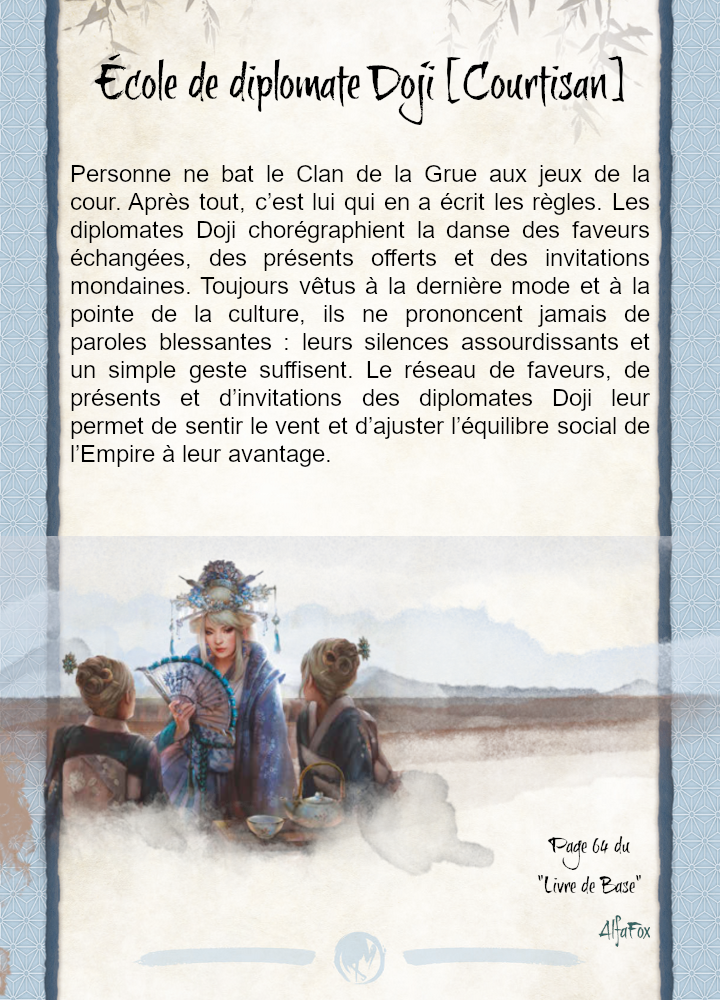 École de diplomate Doji [Courtisan]
Personne ne bat le Clan de la Grue aux jeux de la
cour. Après tout, c’est lui qui en a écrit les règles. Les
diplomates Doji chorégraphient la danse des faveurs
échangées, des présents offerts et des invitations
mondaines. Toujours vêtus à la dernière mode et à la
pointe de la culture, ils ne prononcent jamais de
paroles blessantes : leurs silences assourdissants et
un simple geste suffisent. Le réseau de faveurs, de
présents et d’invitations des diplomates Doji leur
permet de sentir le vent et d’ajuster l’équilibre social de
l’Empire à leur avantage.
Page 64 du
"Livre de Base"
AlfaFox